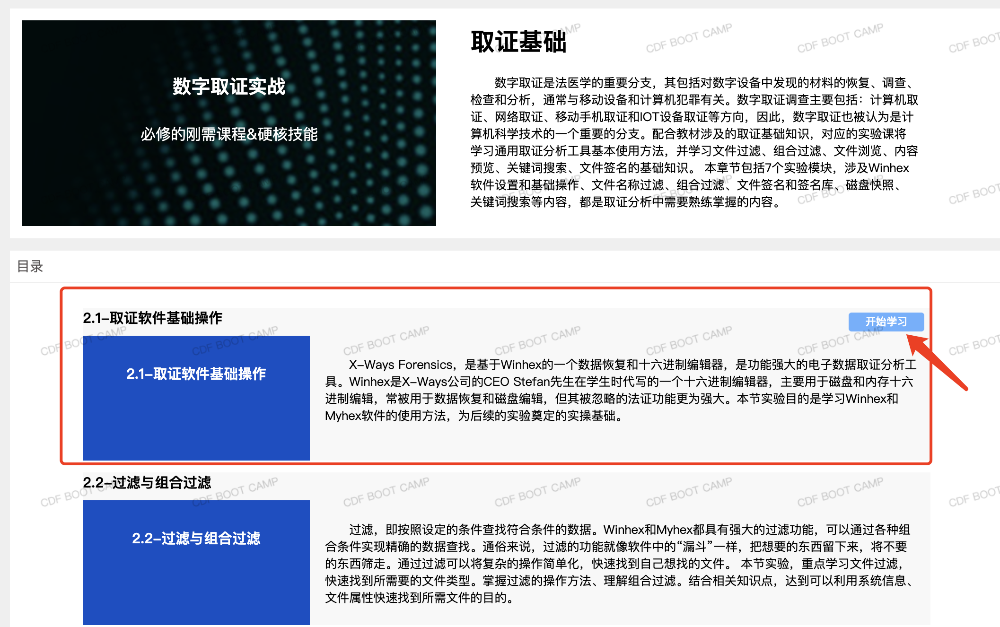 数字取证实战
必修的刚需课程&硬核技能
取证基础
数字取证是法医学的重要分支，其包括对数字设备中发现的材料的恢复、调查、
检查和分析，通常与移动设备和计算机犯罪有关。数字取证调查主要包括：计算机取
证、网络取证、移动手机取证和IOT设备取证等方向，因此，数字取证也被认为是计
算机科学技术的一个重要的分支。配合教材涉及的取证基础知识，对应的实验课将
学习通用取证分析工具基本使用方法，并学习文件过滤、组合过滤、文件浏览、内容
预览、关键词搜索、文件签名的基础知识。 本章节包括7个实验模块，涉及Winhex
软件设置和基础操作、文件名称过滤、组合过滤、文件签名和签名库、磁盘快照、
关键词搜索等内容，都是取证分析中需要熟练掌握的内容。
CDF BOOT CAMP
目录
2.1-取证软件基础操作
开始学习
2.1-取证软件基础操作
X-Ways Forensics，是基于Winhex的一个数据恢复和十六进制编辑器，是功能强大的电子数据取证分析工
具。Winhex是X-Ways公司的CEO Stefan先生在学生时代写的一个十六进制编辑器，主要用于磁盘和内存十六
进制编辑，常被用于数据恢复和磁盘编辑，但其被忽略的法证功能更为强大。本节实验目的是学习Winhex和
Myhex软件的使用方法，为后续的实验奠定的实操基础。
2.2-过滤与组合过滤
2.2-过滤与组合过滤
过滤，即按照设定的条件查找符合条件的数据。Winhex和Myhex都具有强大的过滤功能，可以通过各种组
合条件实现精确的数据查找。通俗来说，过滤的功能就像软件中的“漏斗”一样，把想要的东西留下来，将不要
的东西筛走。通过过滤可以将复杂的操作简单化，快速找到自己想找的文件。 本节实验，重点学习文件过滤，
快速找到所需要的文件类型。掌握过滤的操作方法、理解组合过滤。结合相关知识点，达到可以利用系统信息、
文件属性快速找到所需文件的目的。